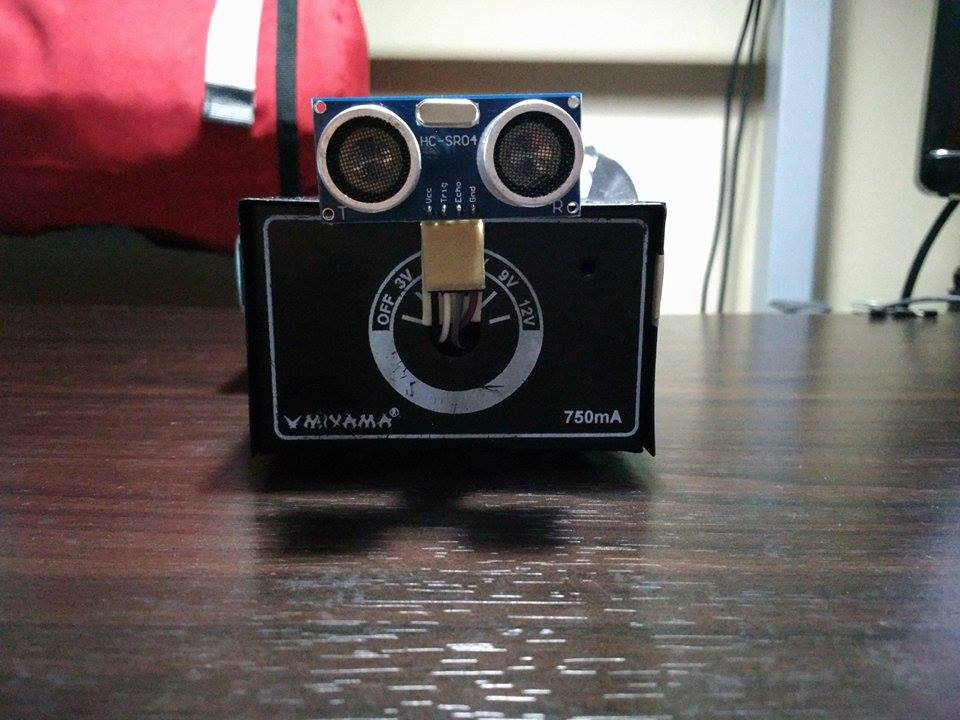 HC-SR04
Vcc
Trig
Echo
Gnd
T
R
OFF 3V 9V 12V
MIYAMA®
750mA